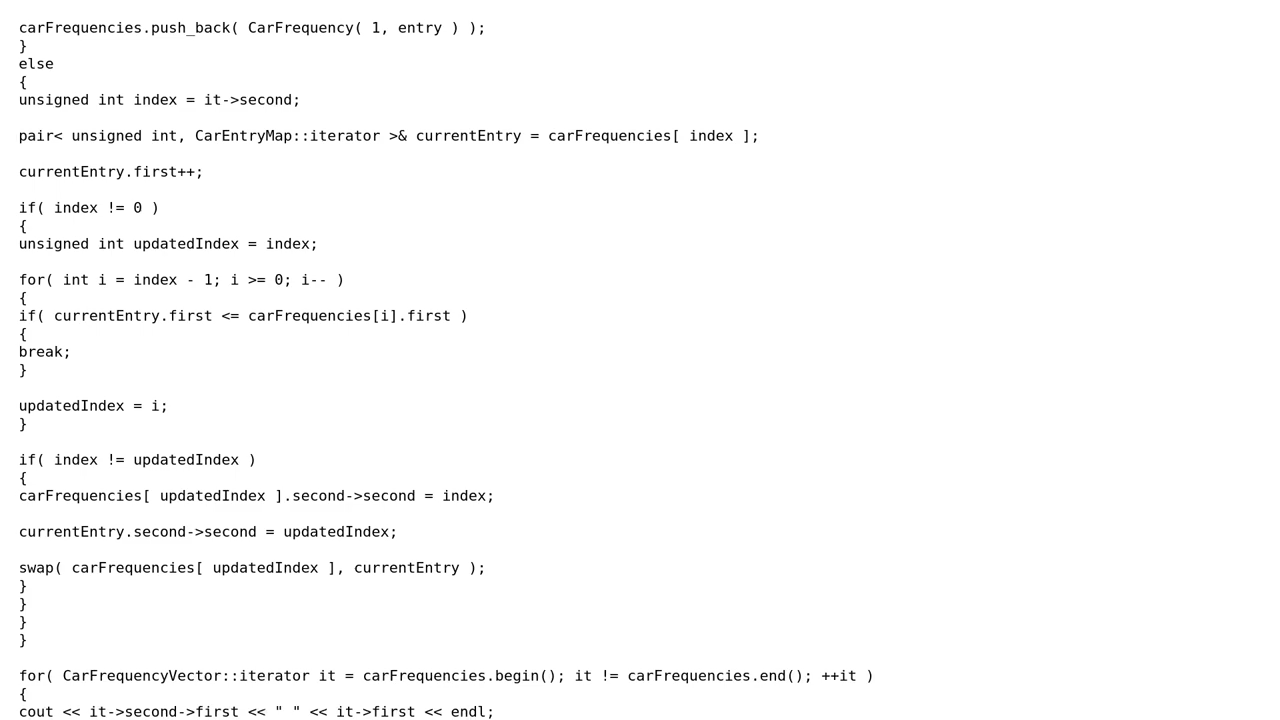 carFrequencies.push_back( CarFrequency( 1, entry ) );
}
else
{
unsigned int index = it->second;
pair< unsigned int, CarEntryMap::iterator >& currentEntry = carFrequencies[ index ];
currentEntry.first++;
if( index != 0 )
{
unsigned int updatedIndex = index;
for( int i = index - 1; i >= 0; i-- )
{
if( currentEntry.first <= carFrequencies[i].first )
{
break;
}
updatedIndex = i;
}
if( index != updatedIndex )
{
carFrequencies[ updatedIndex ].second->second = index;
currentEntry.second->second = updatedIndex;
swap( carFrequencies[ updatedIndex ], currentEntry );
}
}
}
}
for( CarFrequencyVector::iterator it = carFrequencies.begin(); it != carFrequencies.end(); ++it )
{
cout << it->second->first << " " << it->first << endl;